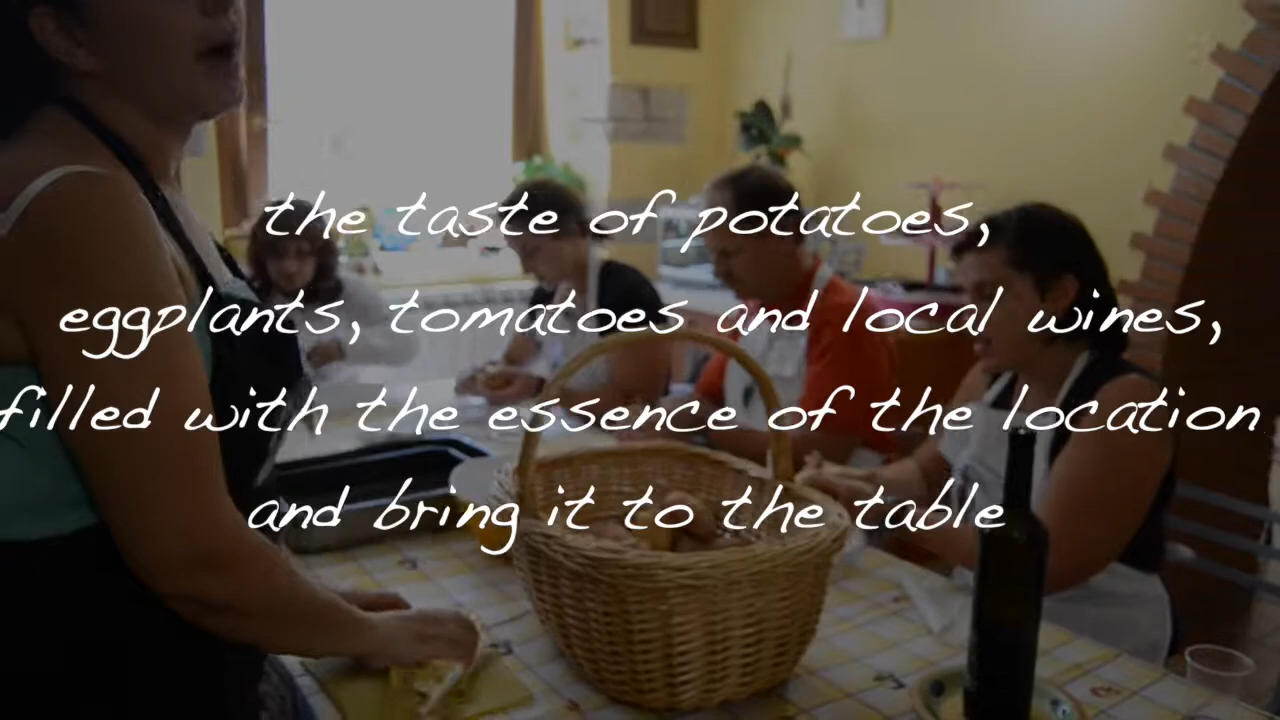 the taste of potatoes,
eggplants, tomatoes and local wines,
filled with the essence of the location
and bring it to the table